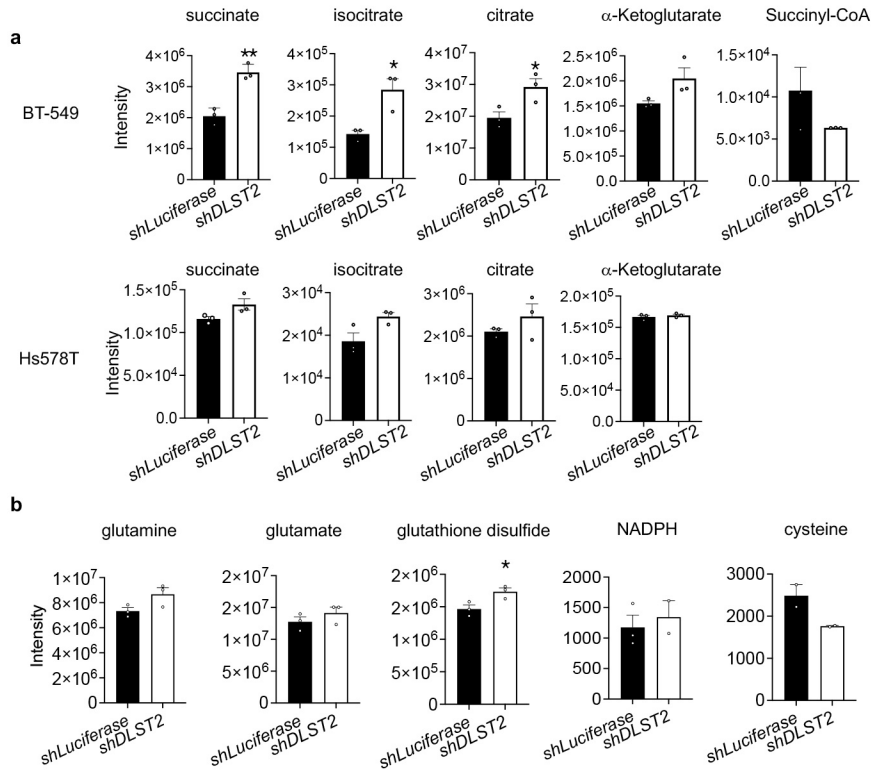 a
succinate
isocitrate
citrate
α-Ketoglutarate
Succinyl-CoA
BT-549
Intensity
4×10⁶
3×10⁶
2×10⁶
1×10⁶
0
**
shLuciferase
shDLST2
4×10⁵
3×10⁵
2×10⁵
1×10⁵
0
*
shLuciferase
shDLST2
4×10⁷
3×10⁷
2×10⁷
1×10⁷
0
*
shLuciferase
shDLST2
2.5×10⁶
2.0×10⁶
1.5×10⁶
1.0×10⁶
5.0×10⁵
0.0
shLuciferase
shDLST2
1.5×10⁴
1.0×10⁴
5.0×10³
0.0
shLuciferase
shDLST2
succinate
isocitrate
citrate
α-Ketoglutarate
Hs578T
Intensity
1.5×10⁵
1.0×10⁵
5.0×10⁴
0.0
shLuciferase
shDLST2
3×10⁴
2×10⁴
1×10⁴
0
shLuciferase
shDLST2
3×10⁶
2×10⁶
1×10⁶
0
shLuciferase
shDLST2
2.0×10⁵
1.5×10⁵
1.0×10⁵
5.0×10⁴
0.0
shLuciferase
shDLST2
b
glutamine
glutamate
glutathione disulfide
NADPH
cysteine
Intensity
1×10⁷
8×10⁶
6×10⁶
4×10⁶
2×10⁶
0
shLuciferase
shDLST2
2×10⁷
2×10⁷
1×10⁷
5×10⁶
0
shLuciferase
shDLST2
2×10⁶
2×10⁶
1×10⁶
5×10⁵
0
*
shLuciferase
shDLST2
2000
1500
1000
500
0
shLuciferase
shDLST2
3000
2000
1000
0
shLuciferase
shDLST2